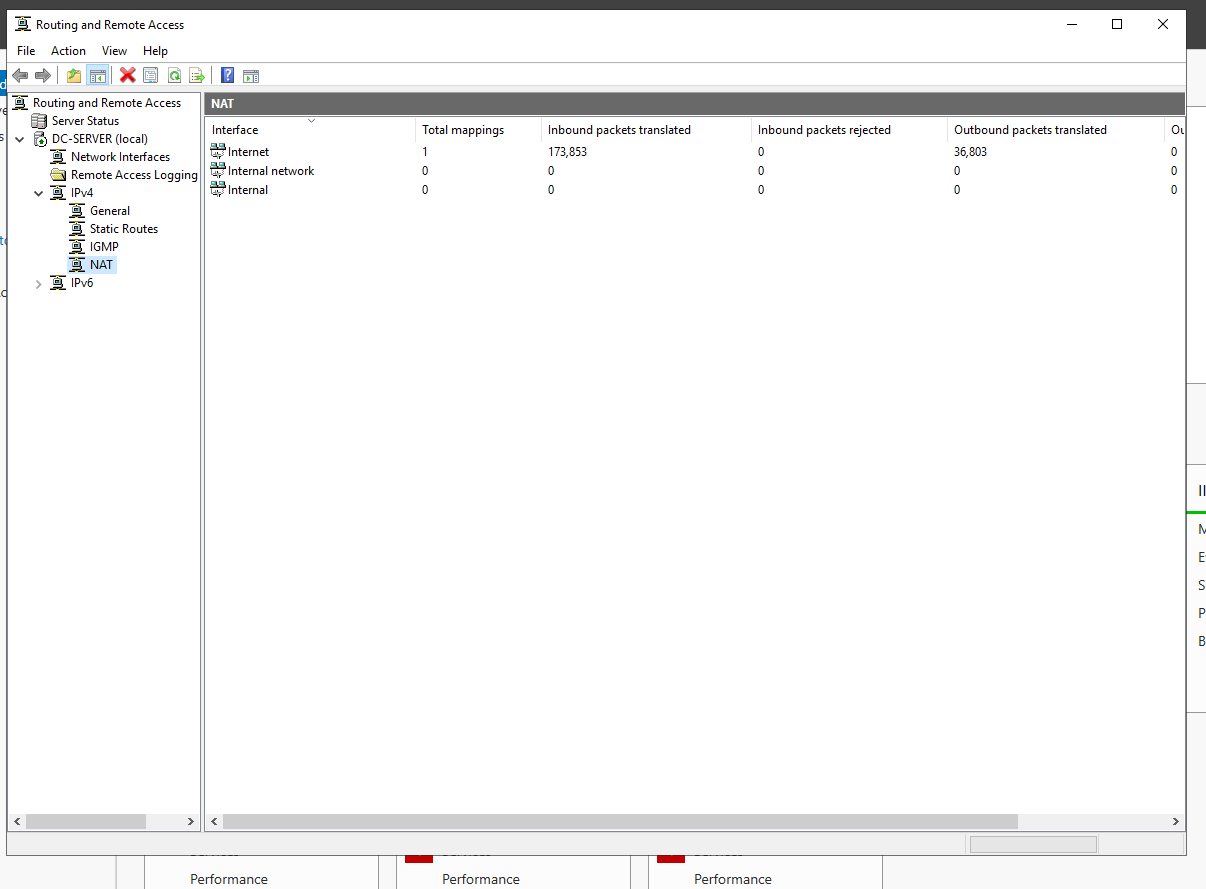 Routing and Remote Access
File Action View Help
Routing and Remote Access
Server Status
DC-SERVER (local)
Network Interfaces
Remote Access Logging
IPv4
General
Static Routes
IGMP
NAT
IPv6
NAT
Interface Total mappings Inbound packets translated Inbound packets rejected Outbound packets translated
Internet 1 173,853 0 36,803 0
Internal network 0 0 0 0 0
Internal 0 0 0 0 0
Performance Performance Performance